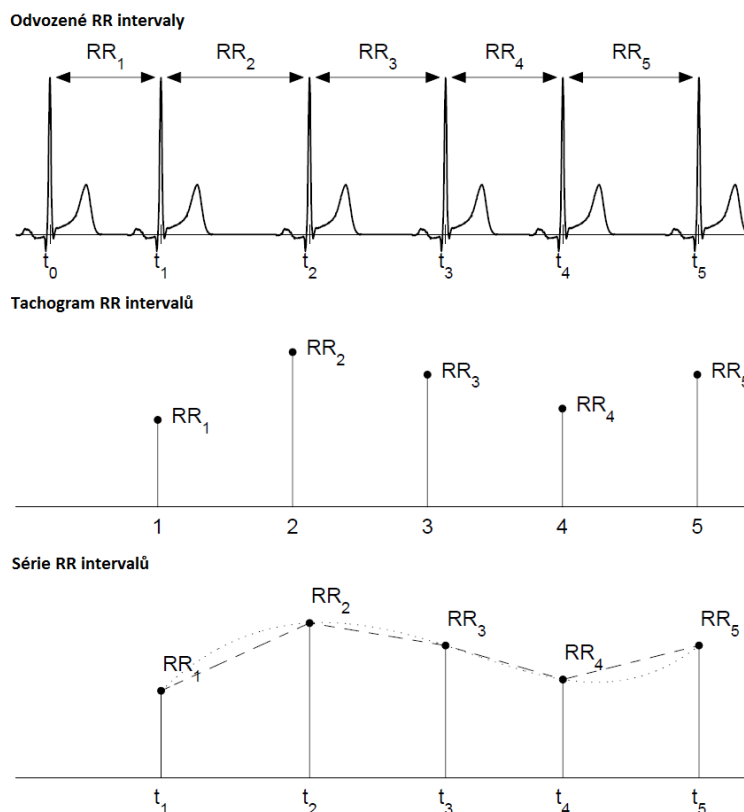 Odvozené RR intervaly
RR1 RR2 RR3 RR4 RR5
t0 t1 t2 t3 t4 t5
Tachogram RR intervalů
RR1 RR2 RR3 RR4 RR5
1 2 3 4 5
Série RR intervalů
RR1 RR2 RR3 RR4 RR5
t1 t2 t3 t4 t5